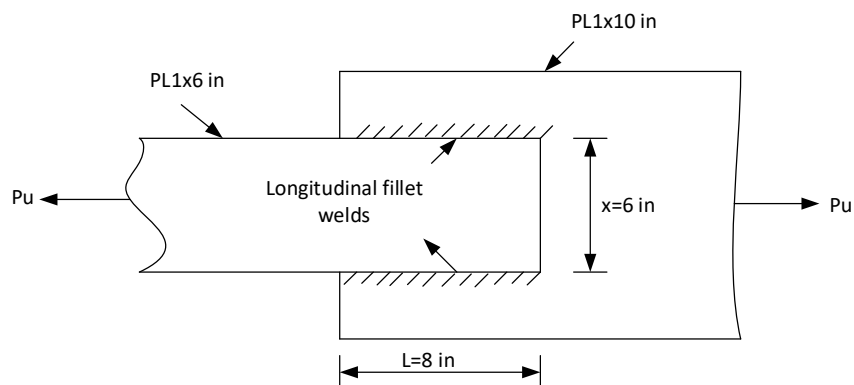 PL1x10 in
PL1x6 in
Longitudinal fillet
welds
Pu
x=6 in
Pu
L=8 in